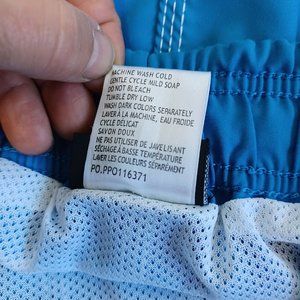 MACHINE WASH COLD
GENTLE CYCLE MILD SOAP
DO NOT BLEACH
TUMBLE DRY LOW
WASH DARK COLORS SEPARATELY
LAVER À LA MACHINE, EAU FROIDE
CYCLE DÉLICAT
SAVON DOUX
NE PAS UTILISER DE JAVELISANT
SÉCHAGE À BASSE TEMPÉRATURE
LAVER LES COULEURS SÉPARÉMENT
PO.PPO116371